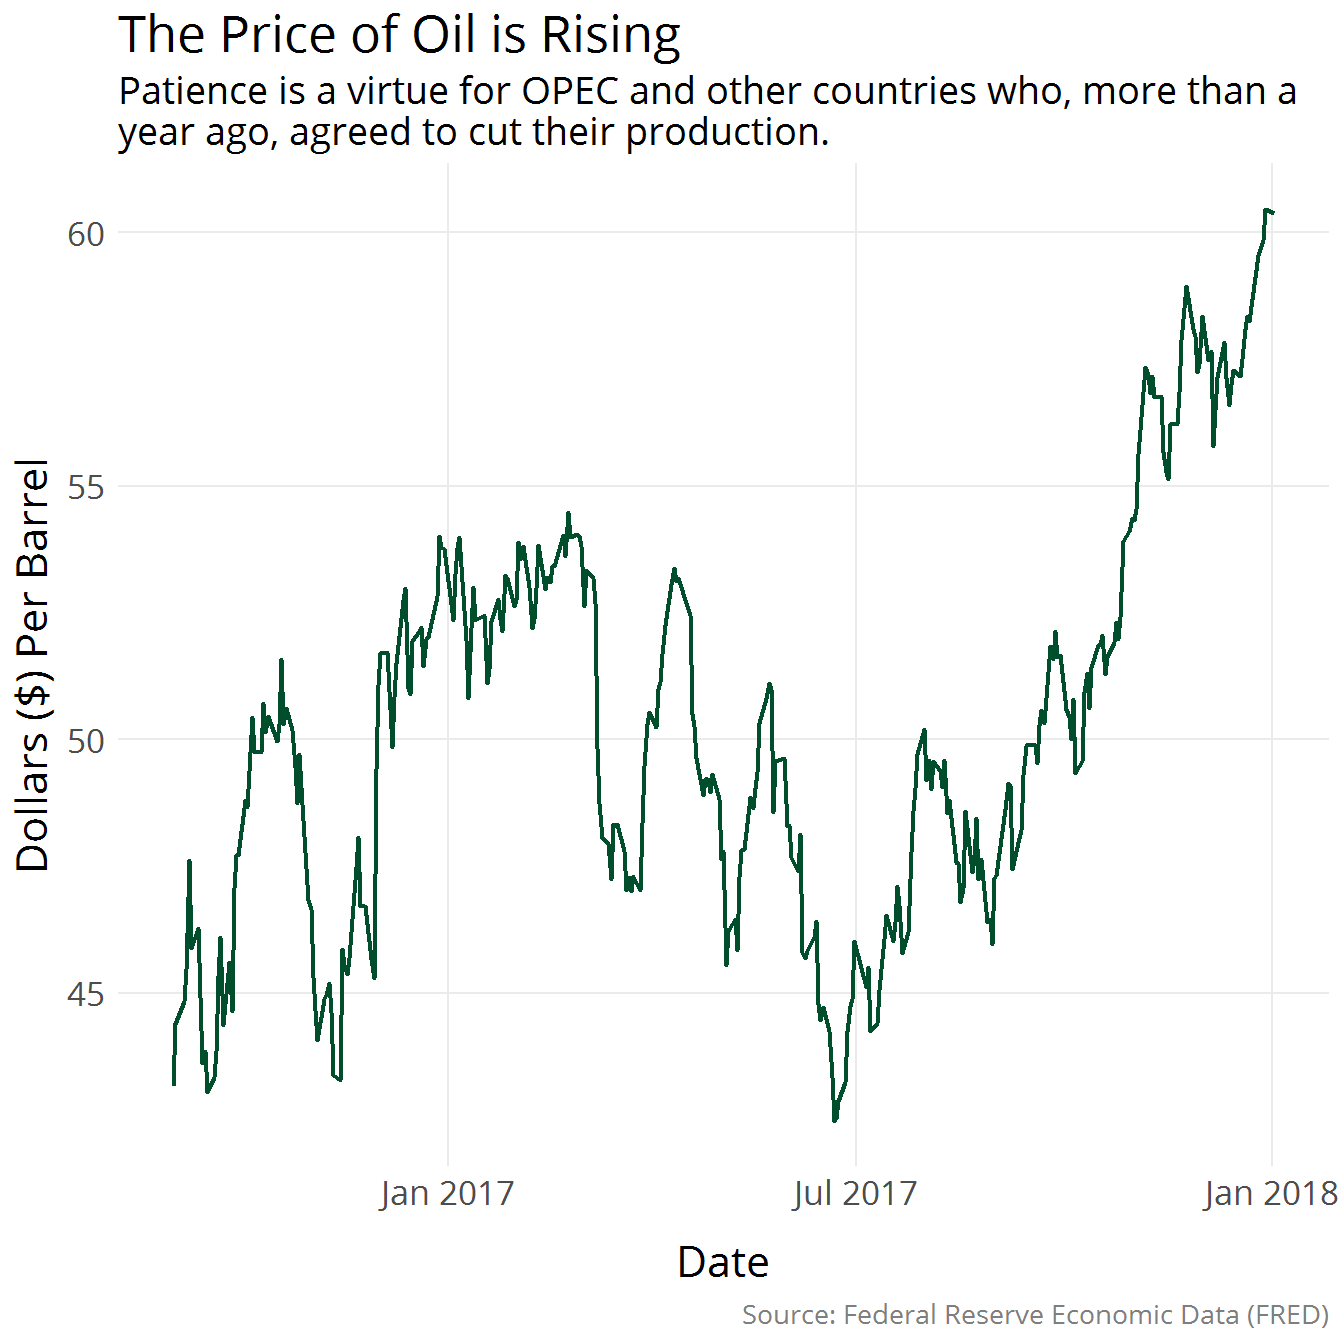 The Price of Oil is Rising
Patience is a virtue for OPEC and other countries who, more than a
year ago, agreed to cut their production.
Dollars ($) Per Barrel
60
55
50
45
Jan 2017
Jul 2017
Jan 2018
Date
Source: Federal Reserve Economic Data (FRED)